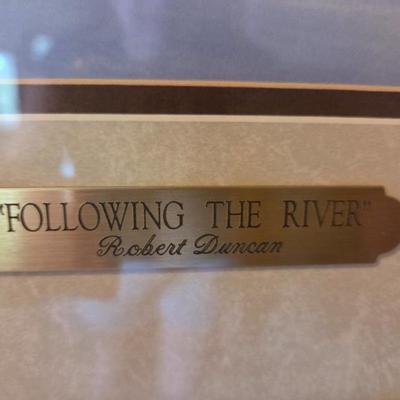 "FOLLOWING THE RIVER"
Robert Duncan